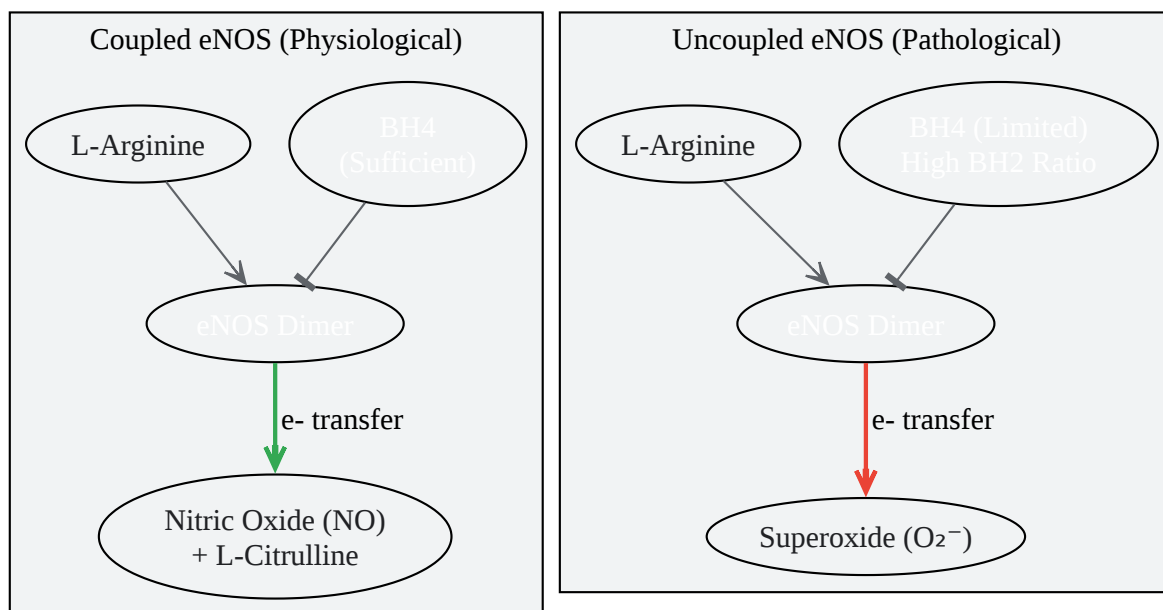 Coupled eNOS (Physiological)
L-Arginine
BH4
(Sufficient)
eNOS Dimer
e- transfer
Nitric Oxide (NO)
+ L-Citrulline
Uncoupled eNOS (Pathological)
L-Arginine
BH4 (Limited)
High BH2 Ratio
eNOS Dimer
e- transfer
Superoxide (O₂⁻)